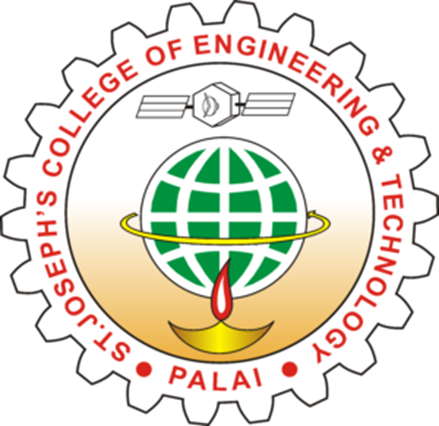 ST.JOSEPH'S COLLEGE OF ENGINEERING & TECHNOLOGY
PALAI